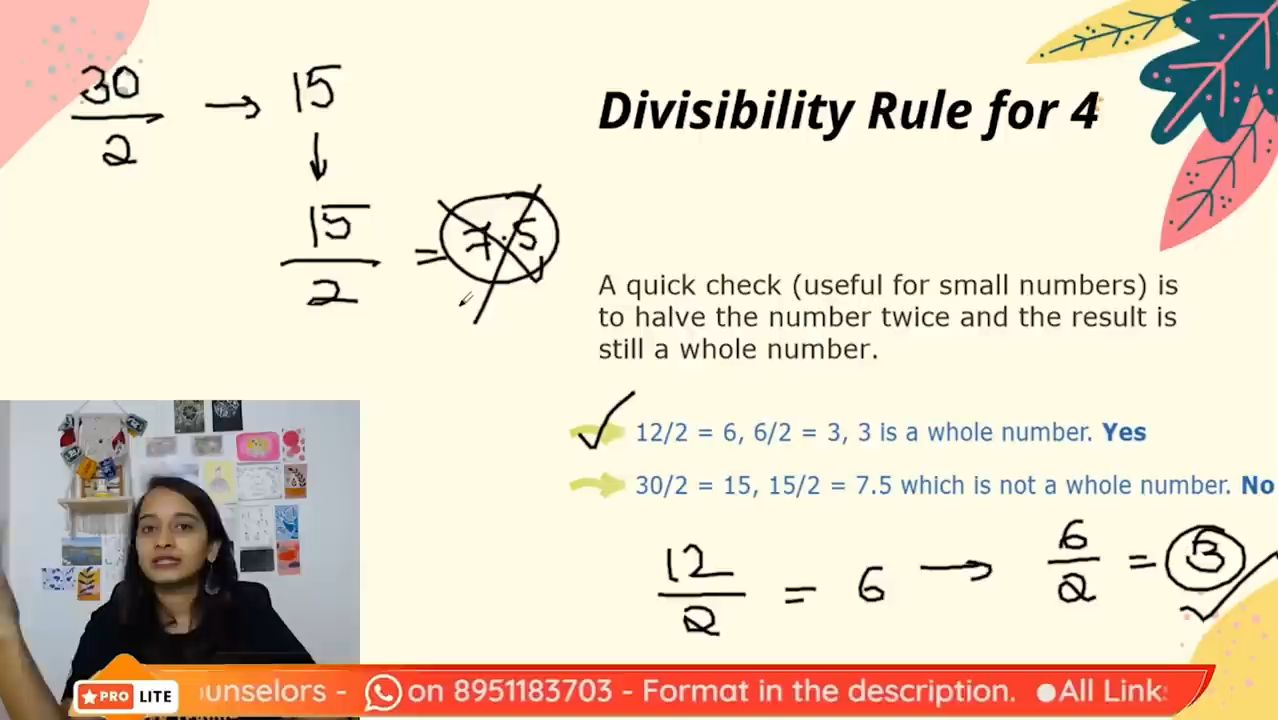 30/2 → 15
↓
15/2 = 7.5
Divisibility Rule for 4
A quick check (useful for small numbers) is
to halve the number twice and the result is
still a whole number.
12/2 = 6, 6/2 = 3, 3 is a whole number. Yes
30/2 = 15, 15/2 = 7.5 which is not a whole number. No
12/2 = 6 → 6/2 = 3
PRO LITE
unselors - on 8951183703 - Format in the description. ●All Link